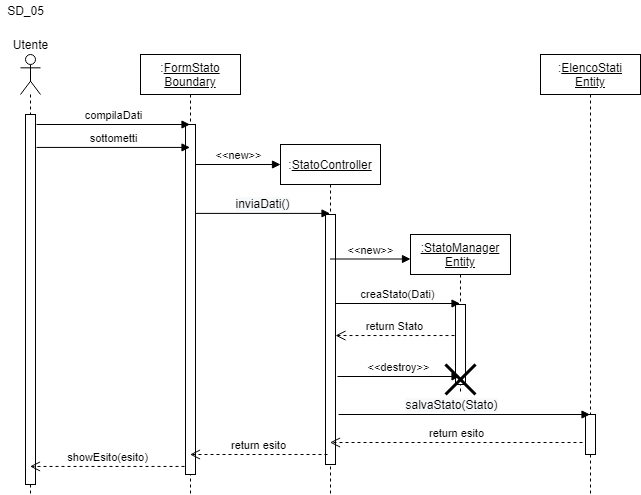 SD_05
Utente
:FormStato
Boundary
:ElencoStati
Entity
compilaDati
sottometti
<<new>>
:StatoController
inviaDati()
<<new>>
:StatoManager
Entity
creaStato(Dati)
return Stato
<<destroy>>
salvaStato(Stato)
return esito
return esito
showEsito(esito)